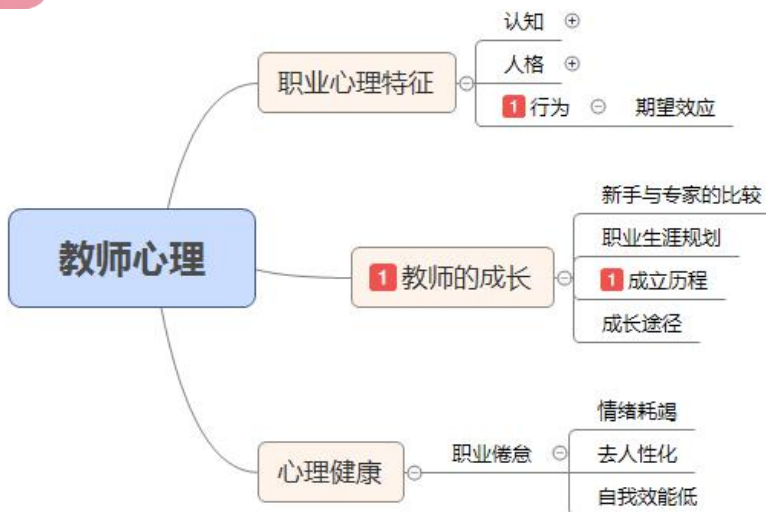 教师心理
职业心理特征
认知
人格
1 行为
期望效应
1 教师的成长
新手与专家的比较
职业生涯规划
1 成立历程
成长途径
心理健康
职业倦怠
情绪耗竭
去人性化
自我效能低